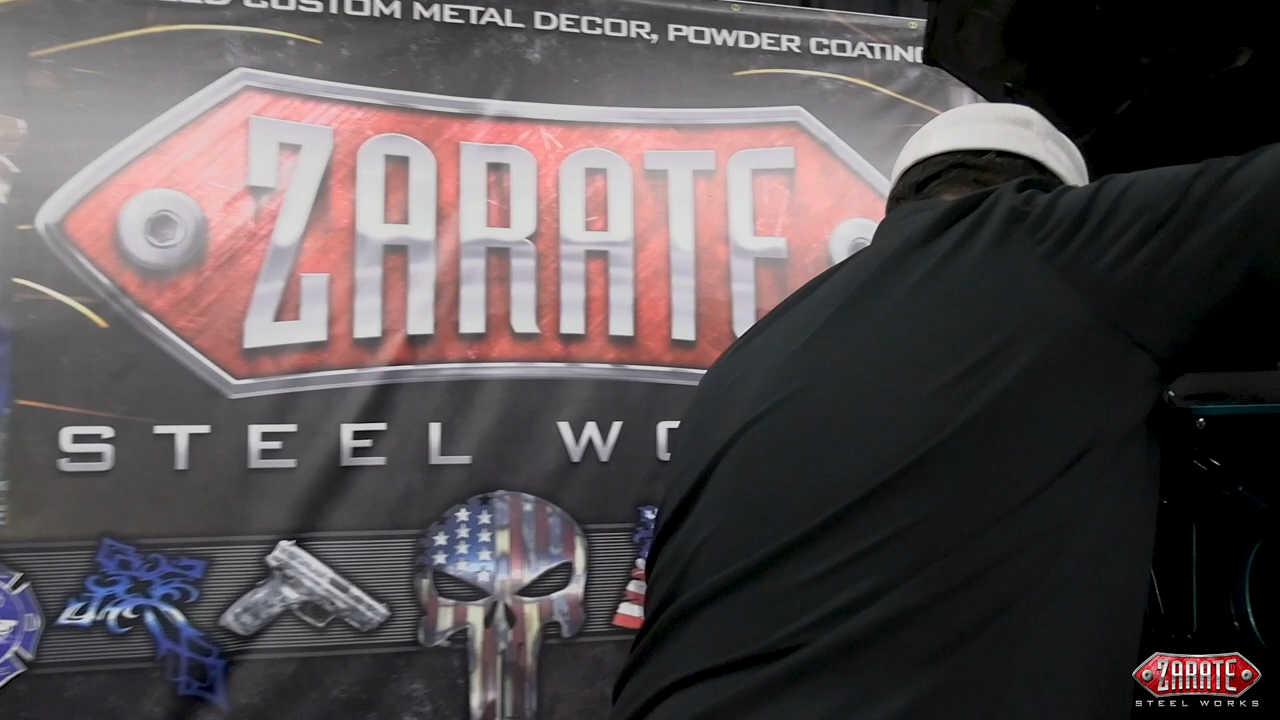 CUSTOM METAL DECOR, POWDER COATING
ZARATE
STEEL WO
ZARATE
STEEL WORKS